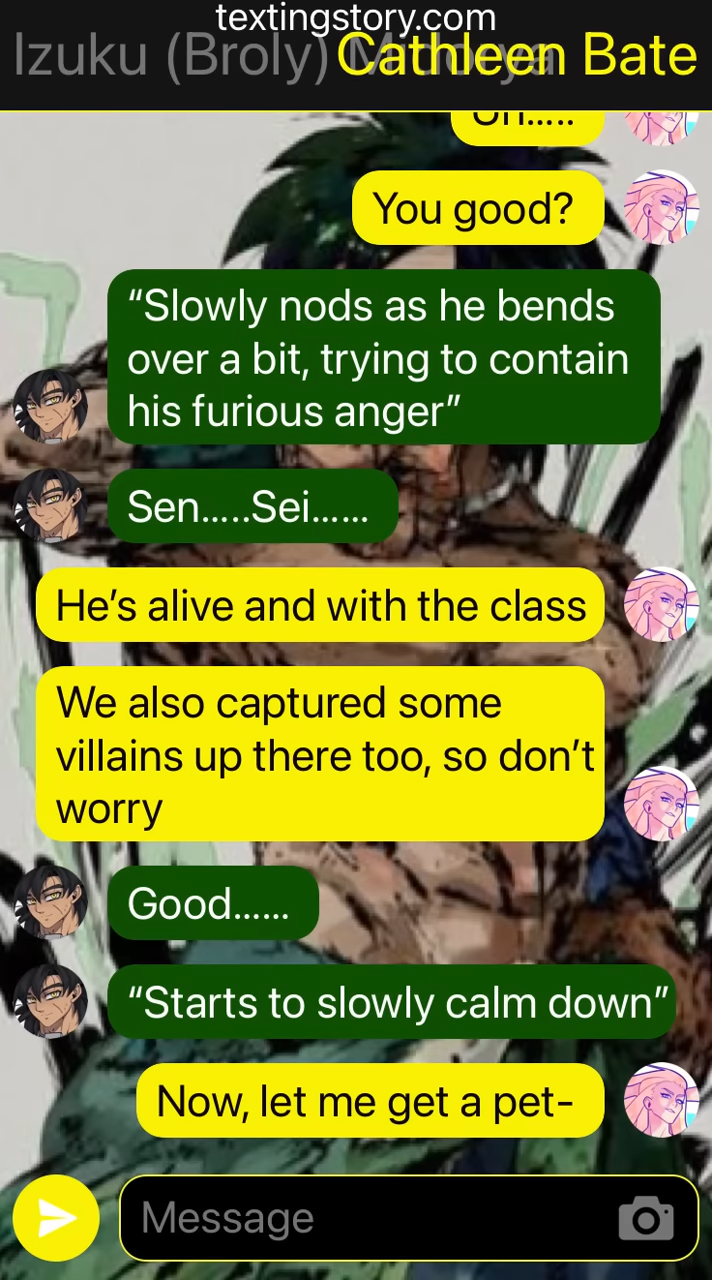 textingstory.com
Izuku (Broly) Midoriya Cathleen Bate
Uh.....
You good?
“Slowly nods as he bends
over a bit, trying to contain
his furious anger”
Sen.....Sei......
He’s alive and with the class
We also captured some
villains up there too, so don’t
worry
Good......
“Starts to slowly calm down”
Now, let me get a pet-
Message